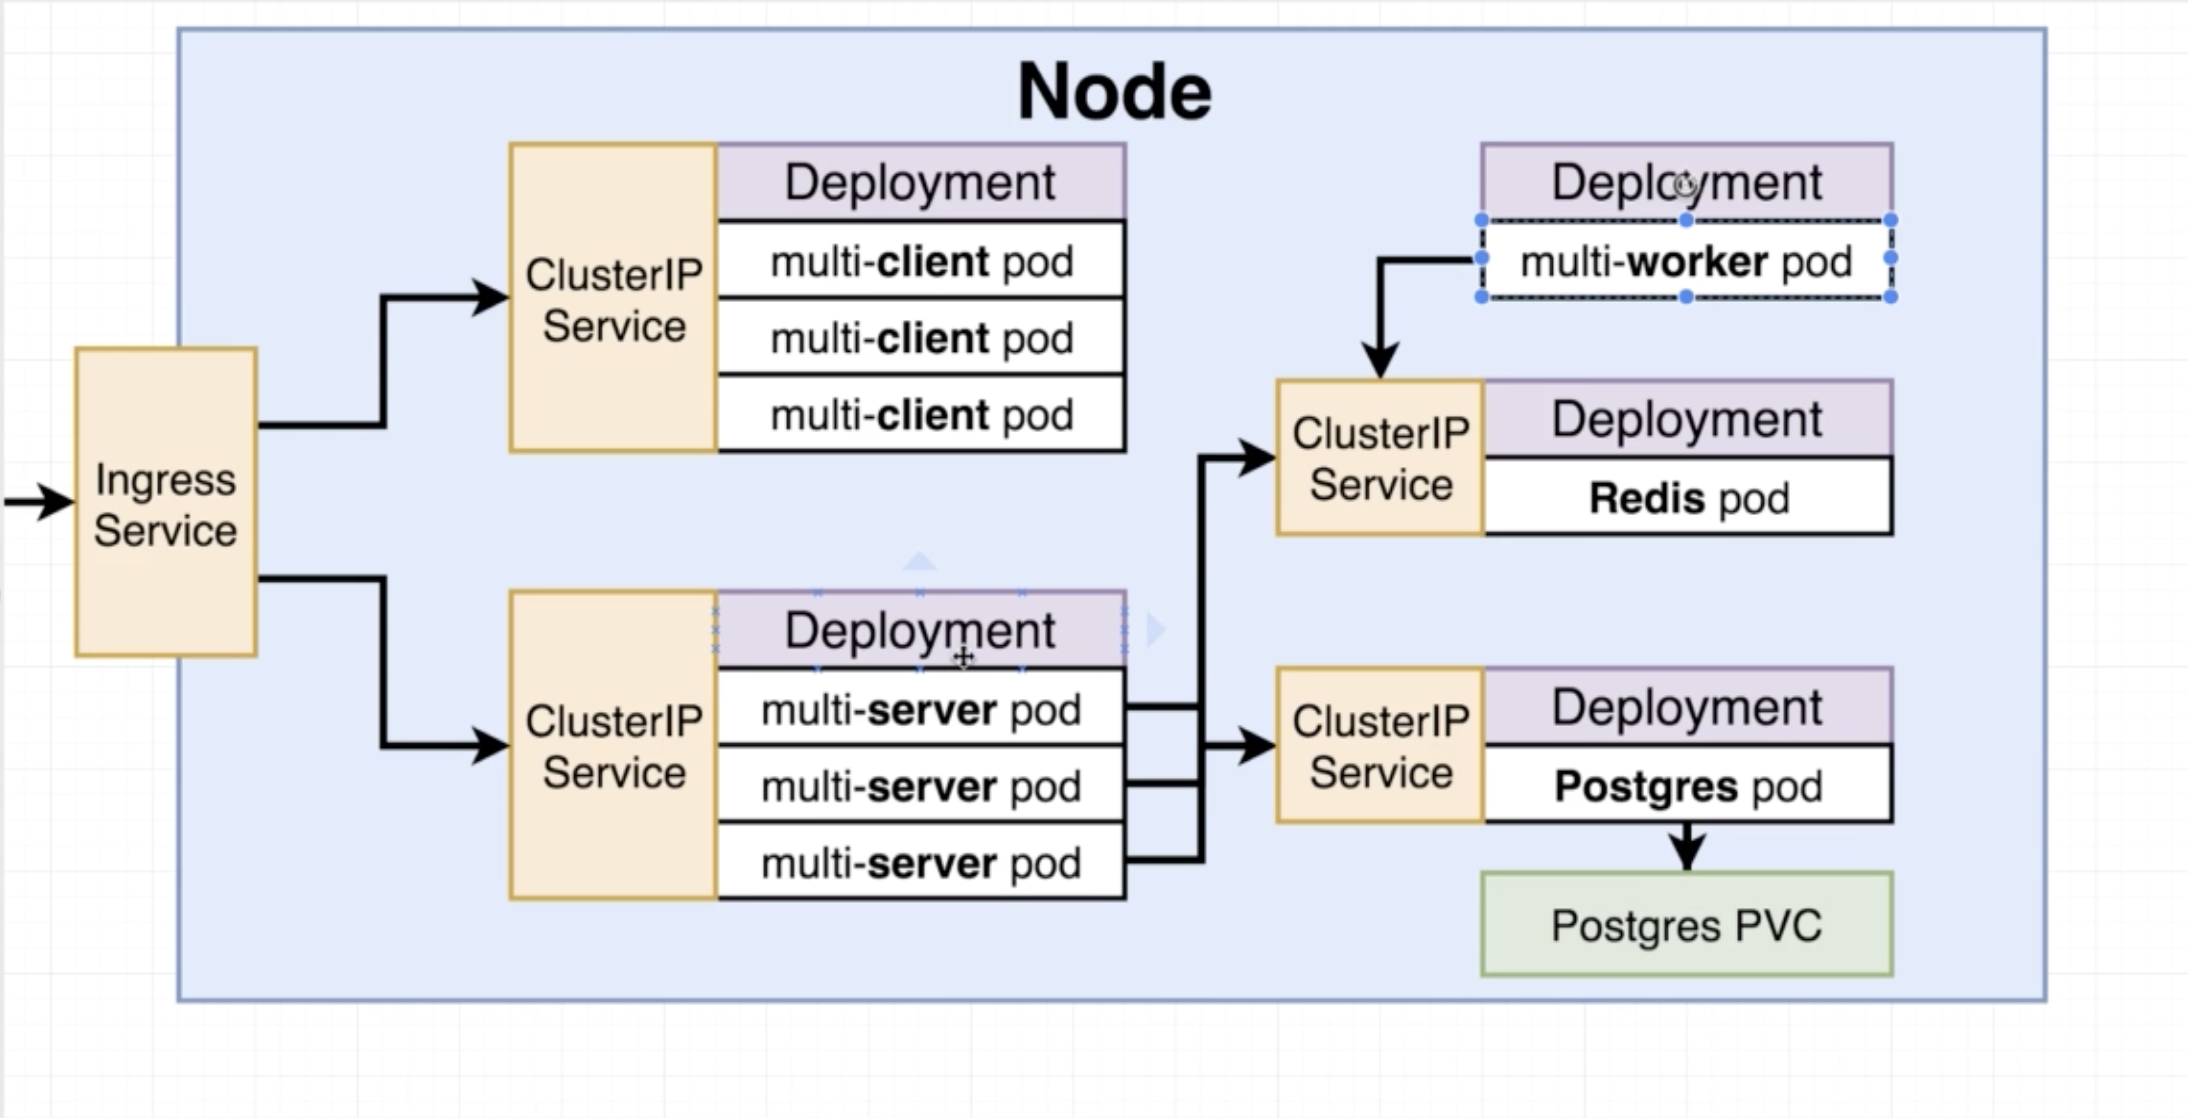 Node
Deployment
ClusterIP
Service
multi-client pod
multi-client pod
multi-client pod
Deployment
multi-worker pod
Ingress
Service
ClusterIP
Service
Deployment
Redis pod
ClusterIP
Service
Deployment
multi-server pod
multi-server pod
multi-server pod
ClusterIP
Service
Deployment
Postgres pod
Postgres PVC